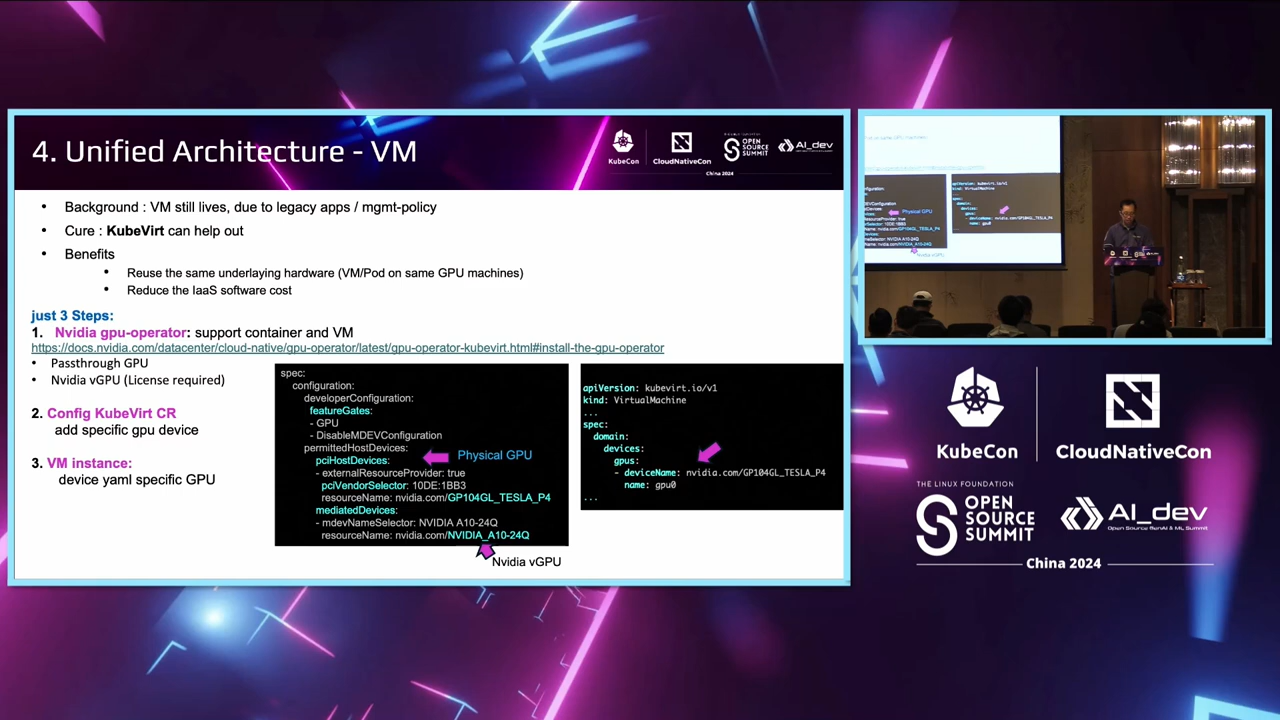 4. Unified Architecture - VM
KubeCon
CloudNativeCon
THE LINUX FOUNDATION
OPEN
SOURCE
SUMMIT
AI_dev
China 2024
• Background : VM still lives, due to legacy apps / mgmt-policy
• Cure : KubeVirt can help out
• Benefits
• Reuse the same underlaying hardware (VM/Pod on same GPU machines)
• Reduce the IaaS software cost
just 3 Steps:
1. Nvidia gpu-operator: support container and VM
https://docs.nvidia.com/datacenter/cloud-native/gpu-operator/latest/gpu-operator-kubevirt.html#install-the-gpu-operator
• Passthrough GPU
• Nvidia vGPU (License required)
2. Config KubeVirt CR
add specific gpu device
3. VM instance:
device yaml specific GPU
spec:
configuration:
developerConfiguration:
featureGates:
- GPU
- DisableMDEVConfiguration
permittedHostDevices:
pciHostDevices:
Physical GPU
- externalResourceProvider: true
pciVendorSelector: 10DE:1BB3
resourceName: nvidia.com/GP104GL_TESLA_P4
mediatedDevices:
- mdevNameSelector: NVIDIA A10-24Q
resourceName: nvidia.com/NVIDIA_A10-24Q
Nvidia vGPU
apiVersion: kubevirt.io/v1
kind: VirtualMachine
...
spec:
domain:
devices:
gpus:
- deviceName: nvidia.com/GP104GL_TESLA_P4
name: gpu0
...
KubeCon
CloudNativeCon
THE LINUX FOUNDATION
OPEN
SOURCE
SUMMIT
AI_dev
Open Source GenAI & ML Summit
China 2024